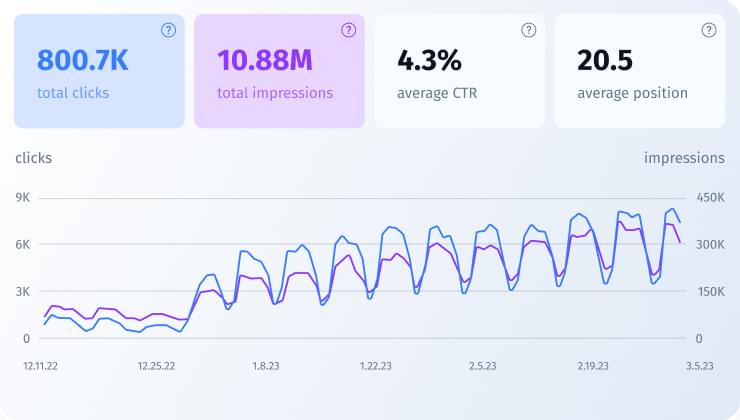 ? ? ? ?
800.7K 10.88M 4.3% 20.5
total clicks total impressions average CTR average position
clicks impressions
9K 450K
6K 300K
3K 150K
0 0
12.11.22 12.25.22 1.8.23 1.22.23 2.5.23 2.19.23 3.5.23